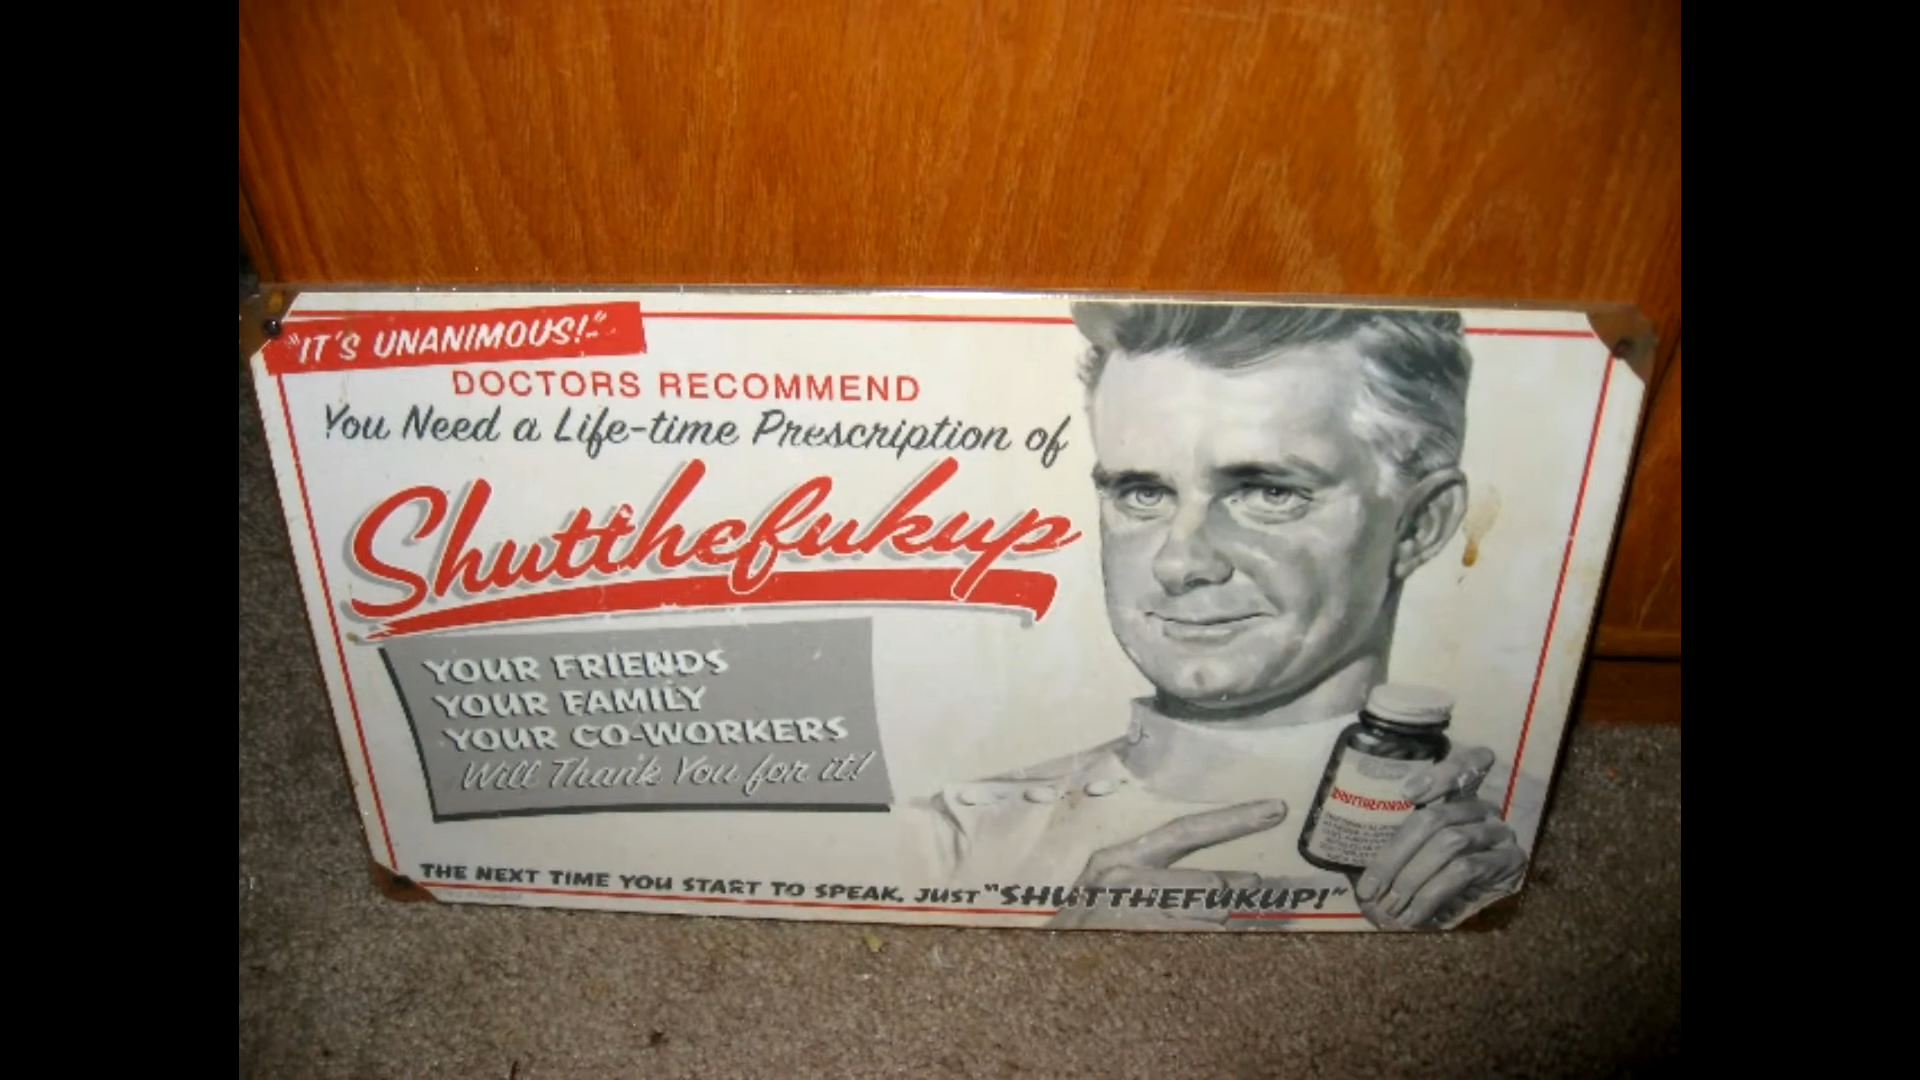 "IT'S UNANIMOUS!"
DOCTORS RECOMMEND
You Need a Life-time Prescription of
Shutthefukup
YOUR FRIENDS
YOUR FAMILY
YOUR CO-WORKERS
Will Thank You for it!
THE NEXT TIME YOU START TO SPEAK, JUST "SHUTTHEFUKUP!"